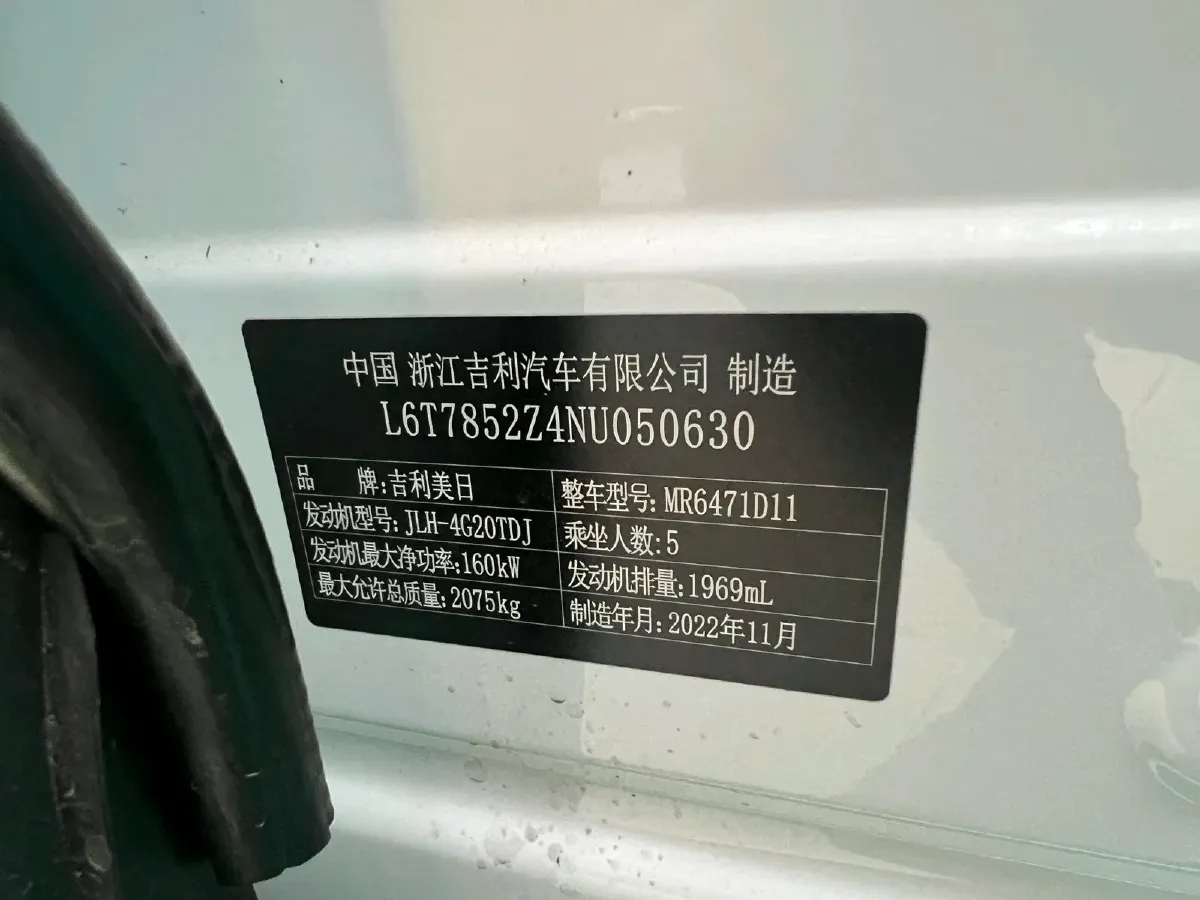 中国 浙江吉利汽车有限公司 制造
L6T7852Z4NU050630
品 牌:吉利美日 整车型号:MR6471D11
发动机型号:JLH-4G20TDJ 乘坐人数:5
发动机最大净功率:160kW 发动机排量:1969mL
最大允许总质量:2075kg 制造年月:2022年11月